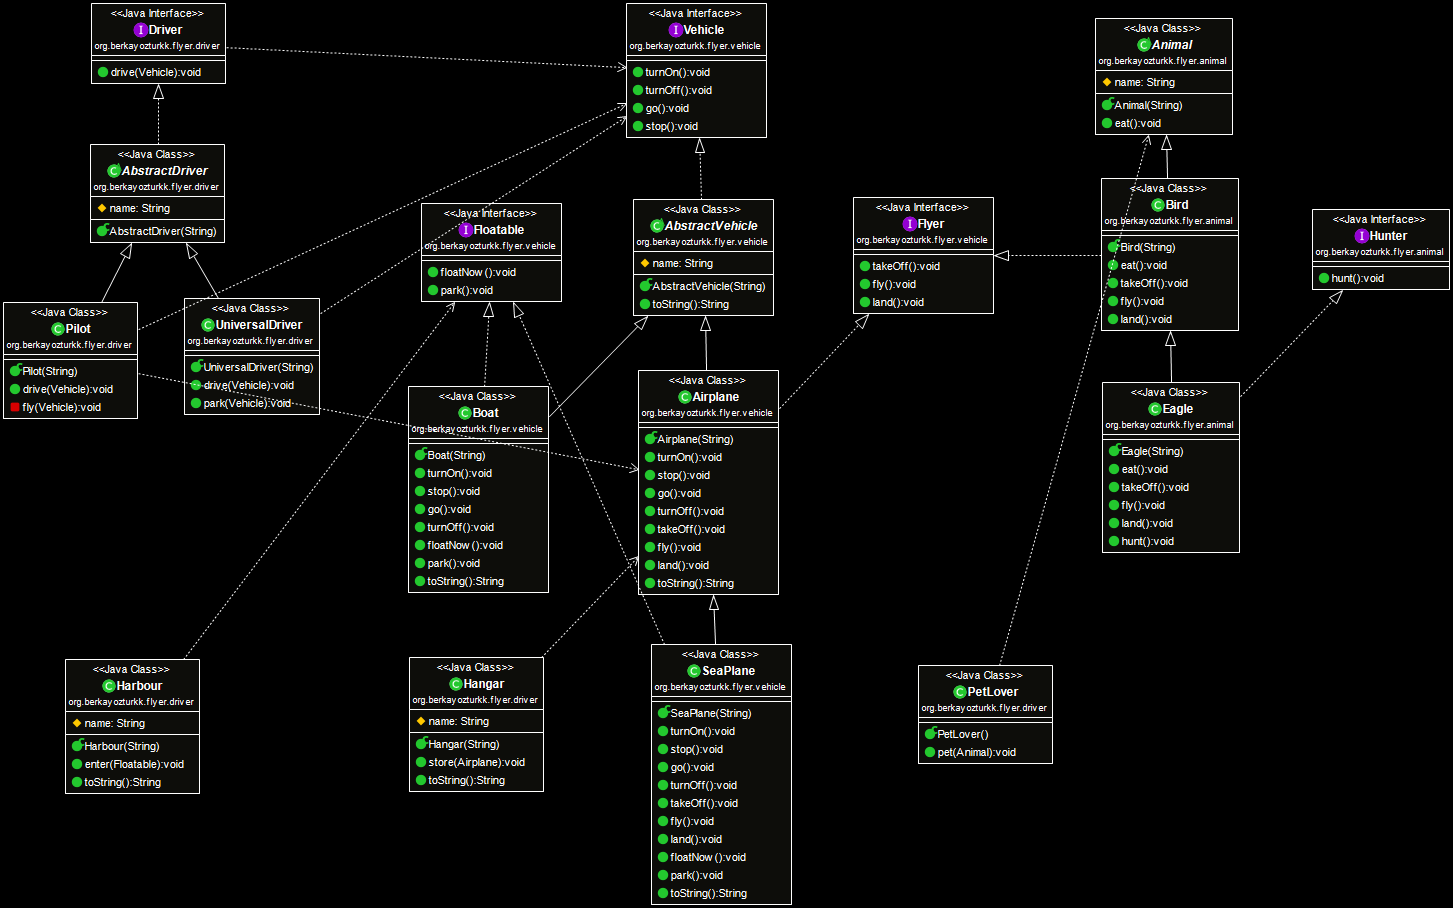 <<Java Interface>>
Driver
org.berkayozturkk.flyer.driver
drive(Vehicle):void
<<Java Interface>>
Vehicle
org.berkayozturkk.flyer.vehicle
turnOn():void
turnOff():void
go():void
stop():void
<<Java Class>>
Animal
org.berkayozturkk.flyer.animal
name: String
Animal(String)
eat():void
<<Java Class>>
AbstractDriver
org.berkayozturkk.flyer.driver
name: String
AbstractDriver(String)
<<Java Interface>>
Floatable
org.berkayozturkk.flyer.vehicle
floatNow():void
park():void
<<Java Class>>
AbstractVehicle
org.berkayozturkk.flyer.vehicle
name: String
AbstractVehicle(String)
toString():String
<<Java Interface>>
Flyer
org.berkayozturkk.flyer.vehicle
takeOff():void
fly():void
land():void
<<Java Class>>
Bird
org.berkayozturkk.flyer.animal
Bird(String)
eat():void
takeOff():void
fly():void
land():void
<<Java Interface>>
Hunter
org.berkayozturkk.flyer.animal
hunt():void
<<Java Class>>
Pilot
org.berkayozturkk.flyer.driver
Pilot(String)
drive(Vehicle):void
fly(Vehicle):void
<<Java Class>>
UniversalDriver
org.berkayozturkk.flyer.driver
UniversalDriver(String)
drive(Vehicle):void
park(Vehicle):void
<<Java Class>>
Boat
org.berkayozturkk.flyer.vehicle
Boat(String)
turnOn():void
stop():void
go():void
turnOff():void
floatNow():void
park():void
toString():String
<<Java Class>>
Airplane
org.berkayozturkk.flyer.vehicle
Airplane(String)
turnOn():void
stop():void
go():void
turnOff():void
takeOff():void
fly():void
land():void
toString():String
<<Java Class>>
Eagle
org.berkayozturkk.flyer.animal
Eagle(String)
eat():void
takeOff():void
fly():void
land():void
hunt():void
<<Java Class>>
Harbour
org.berkayozturkk.flyer.driver
name: String
Harbour(String)
enter(Floatable):void
toString():String
<<Java Class>>
Hangar
org.berkayozturkk.flyer.driver
name: String
Hangar(String)
store(Airplane):void
toString():String
<<Java Class>>
SeaPlane
org.berkayozturkk.flyer.vehicle
SeaPlane(String)
turnOn():void
stop():void
go():void
turnOff():void
takeOff():void
fly():void
land():void
floatNow():void
park():void
toString():String
<<Java Class>>
PetLover
org.berkayozturkk.flyer.driver
PetLover()
pet(Animal):void